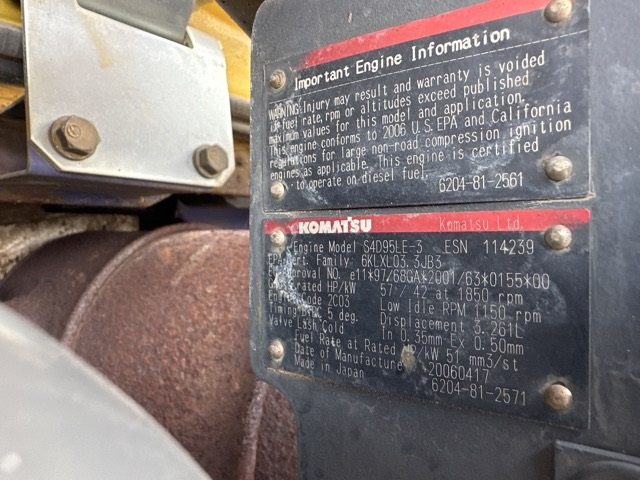 Important Engine Information
WARNING: Injury may result and warranty is voided
if fuel rate, rpm or altitudes exceed published
maximum values for this model and application.
This engine conforms to 2006 U.S.EPA and California
regulations for large non-road compression ignition
engines as applicable. This engine is certified
to operate on diesel fuel.
6204-81-2561
KOMATSU Komatsu Ltd.
Engine Model S4D95LE-3 ESN 114239
EPA Cert. Family: 6KLXL03.3JB3
Approval NO. e11*97/68GA*2001/63*0155*00
Rated HP/kW 57 / 42 at 1850 rpm
Engine Code 2C03 Low Idle RPM 1150 rpm
Timing BTDC 5 deg. Displacement 3.261L
Valve Lash Cold In 0.35mm Ex 0.50mm
Fuel Rate at Rated HP/kW 51 mm3/st
Date of Manufacture 20060417
Made in Japan 6204-81-2571